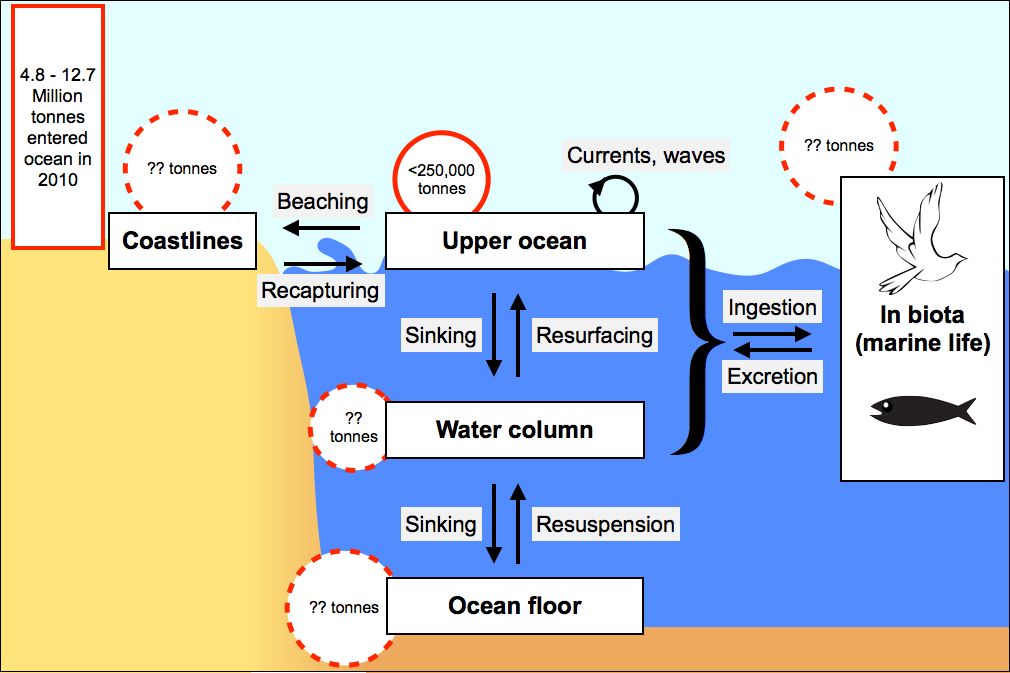 4.8 - 12.7
Million
tonnes
entered
ocean in
2010
?? tonnes
<250,000
tonnes
Currents, waves
?? tonnes
Beaching
Coastlines
Upper ocean
Recapturing
Sinking
Resurfacing
Ingestion
Excretion
In biota
(marine life)
??
tonnes
Water column
Sinking
Resuspension
?? tonnes
Ocean floor